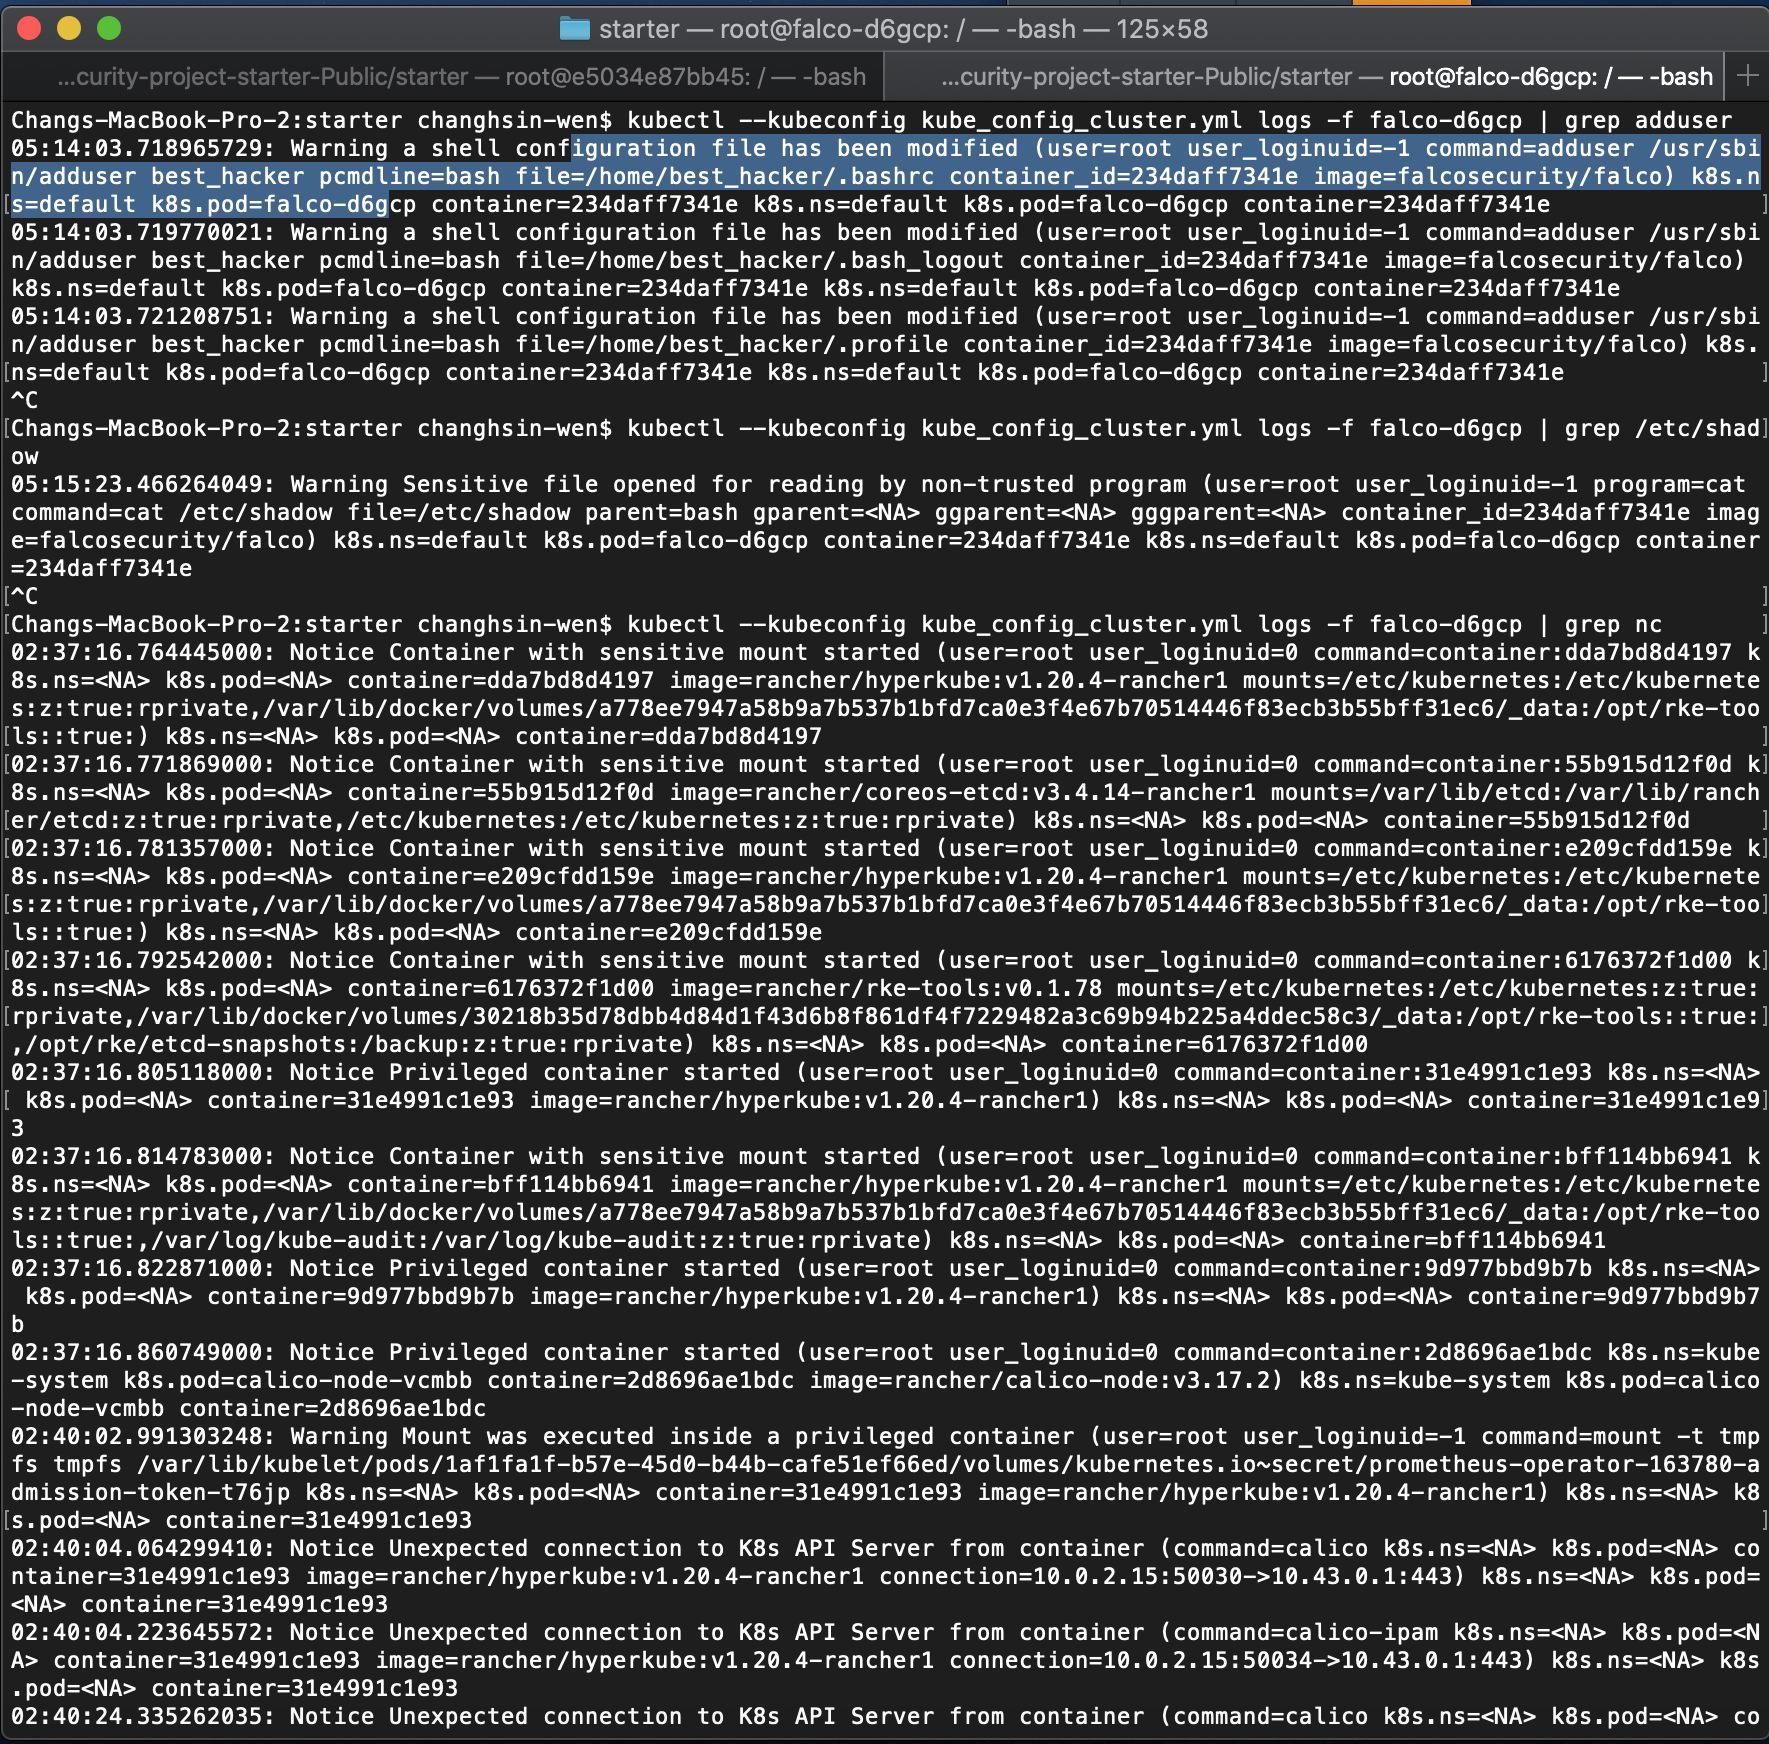 starter — root@falco-d6gcp: / — -bash — 125×58
...curity-project-starter-Public/starter — root@e5034e87bb45: / — -bash
...curity-project-starter-Public/starter — root@falco-d6gcp: / — -bash
Changs-MacBook-Pro-2:starter changhsin-wen$ kubectl --kubeconfig kube_config_cluster.yml logs -f falco-d6gcp | grep adduser
05:14:03.718965729: Warning a shell configuration file has been modified (user=root user_loginuid=-1 command=adduser /usr/sbi
n/adduser best_hacker pcmdline=bash file=/home/best_hacker/.bashrc container_id=234daff7341e image=falcosecurity/falco) k8s.n
s=default k8s.pod=falco-d6gcp container=234daff7341e k8s.ns=default k8s.pod=falco-d6gcp container=234daff7341e
05:14:03.719770021: Warning a shell configuration file has been modified (user=root user_loginuid=-1 command=adduser /usr/sbi
n/adduser best_hacker pcmdline=bash file=/home/best_hacker/.bash_logout container_id=234daff7341e image=falcosecurity/falco)
k8s.ns=default k8s.pod=falco-d6gcp container=234daff7341e k8s.ns=default k8s.pod=falco-d6gcp container=234daff7341e
05:14:03.721208751: Warning a shell configuration file has been modified (user=root user_loginuid=-1 command=adduser /usr/sbi
n/adduser best_hacker pcmdline=bash file=/home/best_hacker/.profile container_id=234daff7341e image=falcosecurity/falco) k8s.
ns=default k8s.pod=falco-d6gcp container=234daff7341e k8s.ns=default k8s.pod=falco-d6gcp container=234daff7341e
^C
Changs-MacBook-Pro-2:starter changhsin-wen$ kubectl --kubeconfig kube_config_cluster.yml logs -f falco-d6gcp | grep /etc/shad
ow
05:15:23.466264049: Warning Sensitive file opened for reading by non-trusted program (user=root user_loginuid=-1 program=cat
command=cat /etc/shadow file=/etc/shadow parent=bash gparent=<NA> ggparent=<NA> gggparent=<NA> container_id=234daff7341e imag
e=falcosecurity/falco) k8s.ns=default k8s.pod=falco-d6gcp container=234daff7341e k8s.ns=default k8s.pod=falco-d6gcp container
=234daff7341e
^C
Changs-MacBook-Pro-2:starter changhsin-wen$ kubectl --kubeconfig kube_config_cluster.yml logs -f falco-d6gcp | grep nc
02:37:16.764445000: Notice Container with sensitive mount started (user=root user_loginuid=0 command=container:dda7bd8d4197 k
8s.ns=<NA> k8s.pod=<NA> container=dda7bd8d4197 image=rancher/hyperkube:v1.20.4-rancher1 mounts=/etc/kubernetes:/etc/kubernete
s:z:true:rprivate,/var/lib/docker/volumes/a778ee7947a58b9a7b537b1bfd7ca0e3f4e67b70514446f83ecb3b55bff31ec6/_data:/opt/rke-too
ls::true:) k8s.ns=<NA> k8s.pod=<NA> container=dda7bd8d4197
02:37:16.771869000: Notice Container with sensitive mount started (user=root user_loginuid=0 command=container:55b915d12f0d k
8s.ns=<NA> k8s.pod=<NA> container=55b915d12f0d image=rancher/coreos-etcd:v3.4.14-rancher1 mounts=/var/lib/etcd:/var/lib/ranch
er/etcd:z:true:rprivate,/etc/kubernetes:/etc/kubernetes:z:true:rprivate) k8s.ns=<NA> k8s.pod=<NA> container=55b915d12f0d
02:37:16.781357000: Notice Container with sensitive mount started (user=root user_loginuid=0 command=container:e209cfdd159e k
8s.ns=<NA> k8s.pod=<NA> container=e209cfdd159e image=rancher/hyperkube:v1.20.4-rancher1 mounts=/etc/kubernetes:/etc/kubernete
s:z:true:rprivate,/var/lib/docker/volumes/a778ee7947a58b9a7b537b1bfd7ca0e3f4e67b70514446f83ecb3b55bff31ec6/_data:/opt/rke-too
ls::true:) k8s.ns=<NA> k8s.pod=<NA> container=e209cfdd159e
02:37:16.792542000: Notice Container with sensitive mount started (user=root user_loginuid=0 command=container:6176372f1d00 k
8s.ns=<NA> k8s.pod=<NA> container=6176372f1d00 image=rancher/rke-tools:v0.1.78 mounts=/etc/kubernetes:/etc/kubernetes:z:true:
rprivate,/var/lib/docker/volumes/30218b35d78dbb4d84d1f43d6b8f861df4f7229482a3c69b94b225a4ddec58c3/_data:/opt/rke-tools::true:
,/opt/rke/etcd-snapshots:/backup:z:true:rprivate) k8s.ns=<NA> k8s.pod=<NA> container=6176372f1d00
02:37:16.805118000: Notice Privileged container started (user=root user_loginuid=0 command=container:31e4991c1e93 k8s.ns=<NA>
k8s.pod=<NA> container=31e4991c1e93 image=rancher/hyperkube:v1.20.4-rancher1) k8s.ns=<NA> k8s.pod=<NA> container=31e4991c1e9
3
02:37:16.814783000: Notice Container with sensitive mount started (user=root user_loginuid=0 command=container:bff114bb6941 k
8s.ns=<NA> k8s.pod=<NA> container=bff114bb6941 image=rancher/hyperkube:v1.20.4-rancher1 mounts=/etc/kubernetes:/etc/kubernete
s:z:true:rprivate,/var/lib/docker/volumes/a778ee7947a58b9a7b537b1bfd7ca0e3f4e67b70514446f83ecb3b55bff31ec6/_data:/opt/rke-too
ls::true:,/var/log/kube-audit:/var/log/kube-audit:z:true:rprivate) k8s.ns=<NA> k8s.pod=<NA> container=bff114bb6941
02:37:16.822871000: Notice Privileged container started (user=root user_loginuid=0 command=container:9d977bbd9b7b k8s.ns=<NA>
k8s.pod=<NA> container=9d977bbd9b7b image=rancher/hyperkube:v1.20.4-rancher1) k8s.ns=<NA> k8s.pod=<NA> container=9d977bbd9b7
b
02:37:16.860749000: Notice Privileged container started (user=root user_loginuid=0 command=container:2d8696ae1bdc k8s.ns=kube
-system k8s.pod=calico-node-vcmbb container=2d8696ae1bdc image=rancher/calico-node:v3.17.2) k8s.ns=kube-system k8s.pod=calico
-node-vcmbb container=2d8696ae1bdc
02:40:02.991303248: Warning Mount was executed inside a privileged container (user=root user_loginuid=-1 command=mount -t tmp
fs tmpfs /var/lib/kubelet/pods/1af1fa1f-b57e-45d0-b44b-cafe51ef66ed/volumes/kubernetes.io~secret/prometheus-operator-163780-a
dmission-token-t76jp k8s.ns=<NA> k8s.pod=<NA> container=31e4991c1e93 image=rancher/hyperkube:v1.20.4-rancher1) k8s.ns=<NA> k8
s.pod=<NA> container=31e4991c1e93
02:40:04.064299410: Notice Unexpected connection to K8s API Server from container (command=calico k8s.ns=<NA> k8s.pod=<NA> co
ntainer=31e4991c1e93 image=rancher/hyperkube:v1.20.4-rancher1 connection=10.0.2.15:50030->10.43.0.1:443) k8s.ns=<NA> k8s.pod=
<NA> container=31e4991c1e93
02:40:04.223645572: Notice Unexpected connection to K8s API Server from container (command=calico-ipam k8s.ns=<NA> k8s.pod=<N
A> container=31e4991c1e93 image=rancher/hyperkube:v1.20.4-rancher1 connection=10.0.2.15:50034->10.43.0.1:443) k8s.ns=<NA> k8s
.pod=<NA> container=31e4991c1e93
02:40:24.335262035: Notice Unexpected connection to K8s API Server from container (command=calico k8s.ns=<NA> k8s.pod=<NA> co